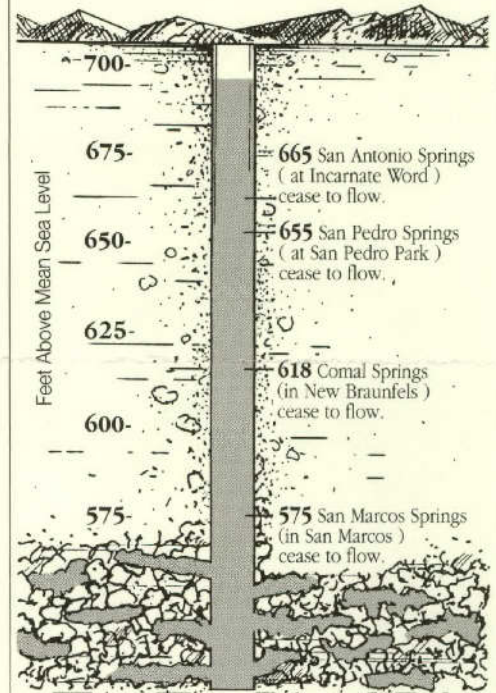 700-
675-
650-
625-
600-
575-
Feet Above Mean Sea Level
665 San Antonio Springs
( at Incarnate Word )
cease to flow.
655 San Pedro Springs
( at San Pedro Park )
cease to flow.
618 Comal Springs
(in New Braunfels )
cease to flow.
575 San Marcos Springs
(in San Marcos )
cease to flow.